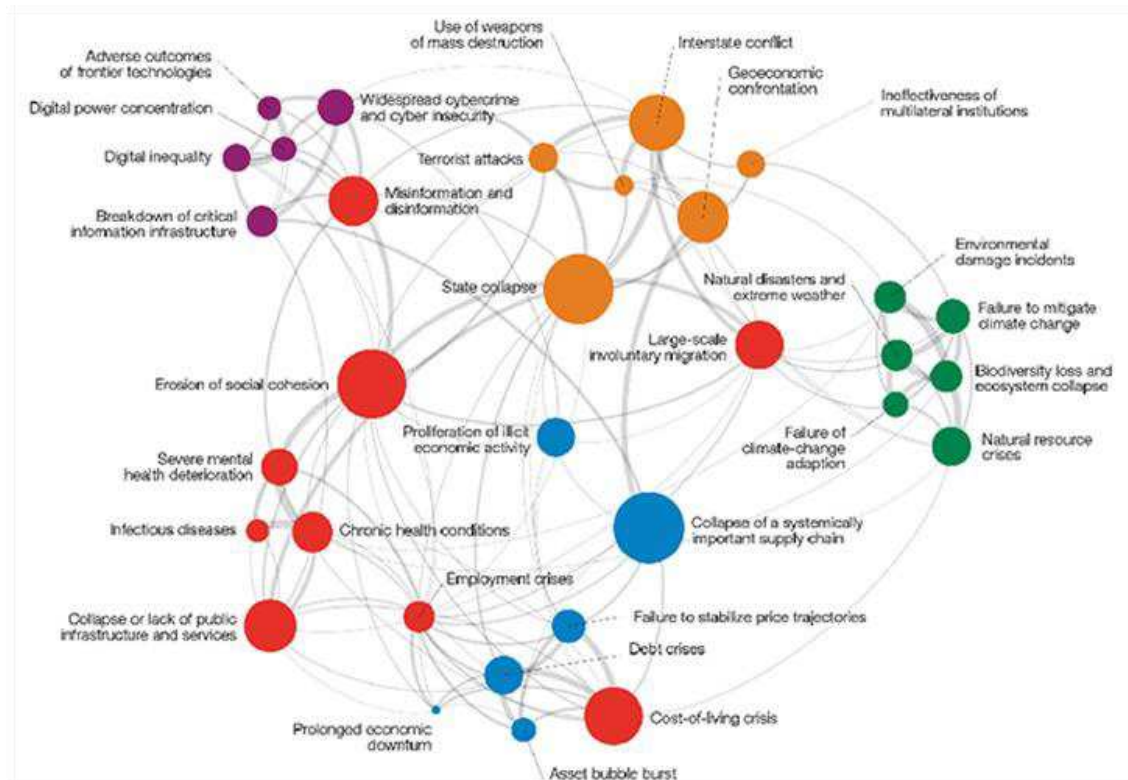 Use of weapons
of mass destruction
Interstate conflict
Adverse outcomes
of frontier technologies
Geoeconomic
confrontation
Ineffectiveness of
multilateral institutions
Digital power concentration
Widespread cybercrime
and cyber insecurity
Digital inequality
Terrorist attacks
Misinformation and
disinformation
Breakdown of critical
information infrastructure
Environmental
damage incidents
Natural disasters and
extreme weather
State collapse
Failure to mitigate
climate change
Large-scale
involuntary migration
Erosion of social cohesion
Biodiversity loss and
ecosystem collapse
Proliferation of illicit
economic activity
Failure of
climate-change
adaption
Natural resource
crises
Severe mental
health deterioration
Infectious diseases
Chronic health conditions
Collapse of a systemically
important supply chain
Employment crises
Collapse or lack of public
infrastructure and services
Failure to stabilize price trajectories
Debt crises
Prolonged economic
downturn
Cost-of-living crisis
Asset bubble burst